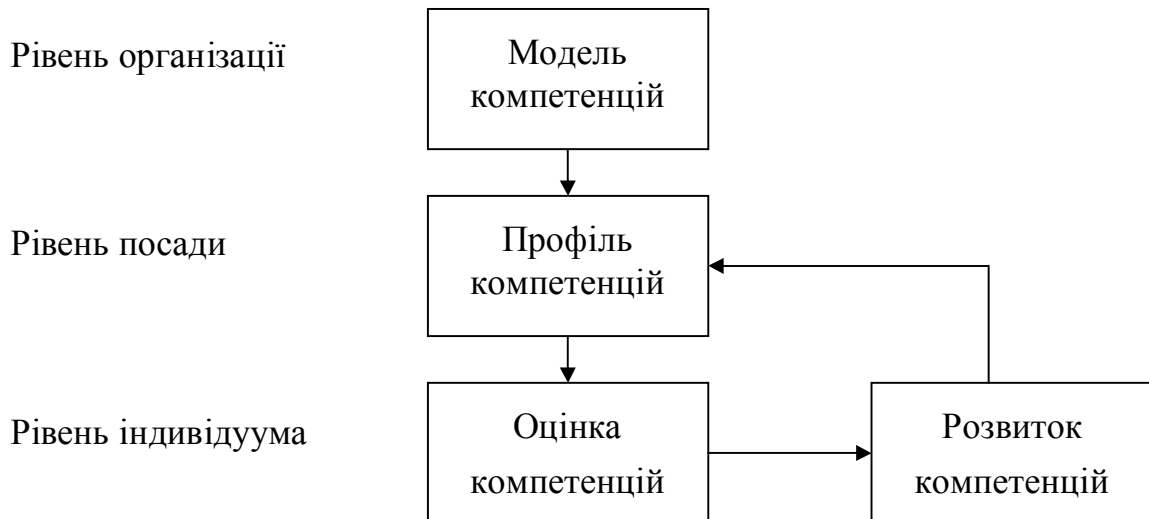 Рівень організації
Модель
компетенцій
Рівень посади
Профіль
компетенцій
Рівень індивідуума
Оцінка
компетенцій
Розвиток
компетенцій